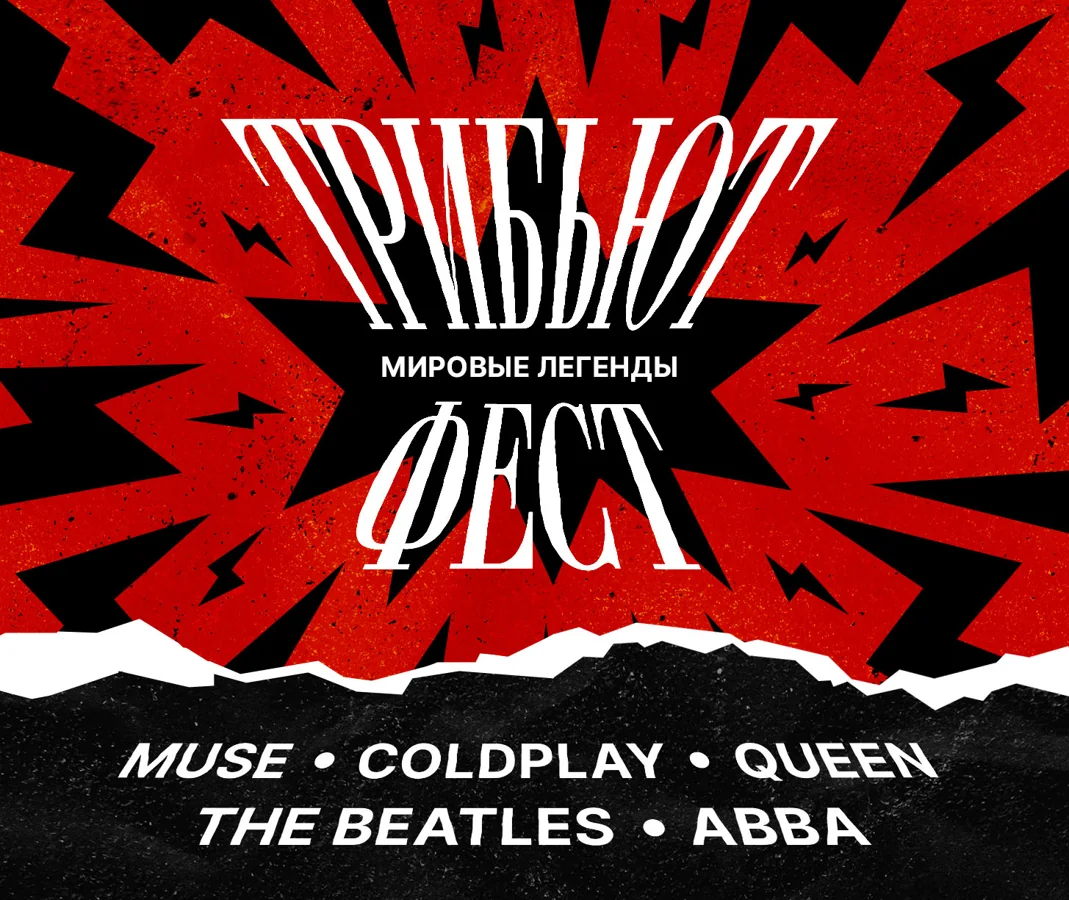 ТРИБЬЮТ
МИРОВЫЕ ЛЕГЕНДЫ
ФЕСТ
MUSE • COLDPLAY • QUEEN
THE BEATLES • ABBA